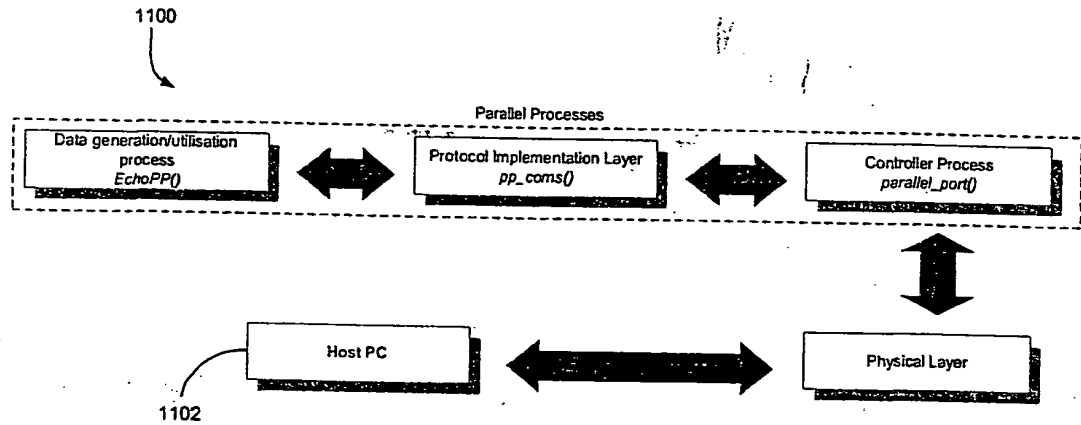 1100
Parallel Processes
Data generation/utilisation
process
EchoPP()
Protocol Implementation Layer
pp_coms()
Controller Process
parallel_port()
Host PC
Physical Layer
1102